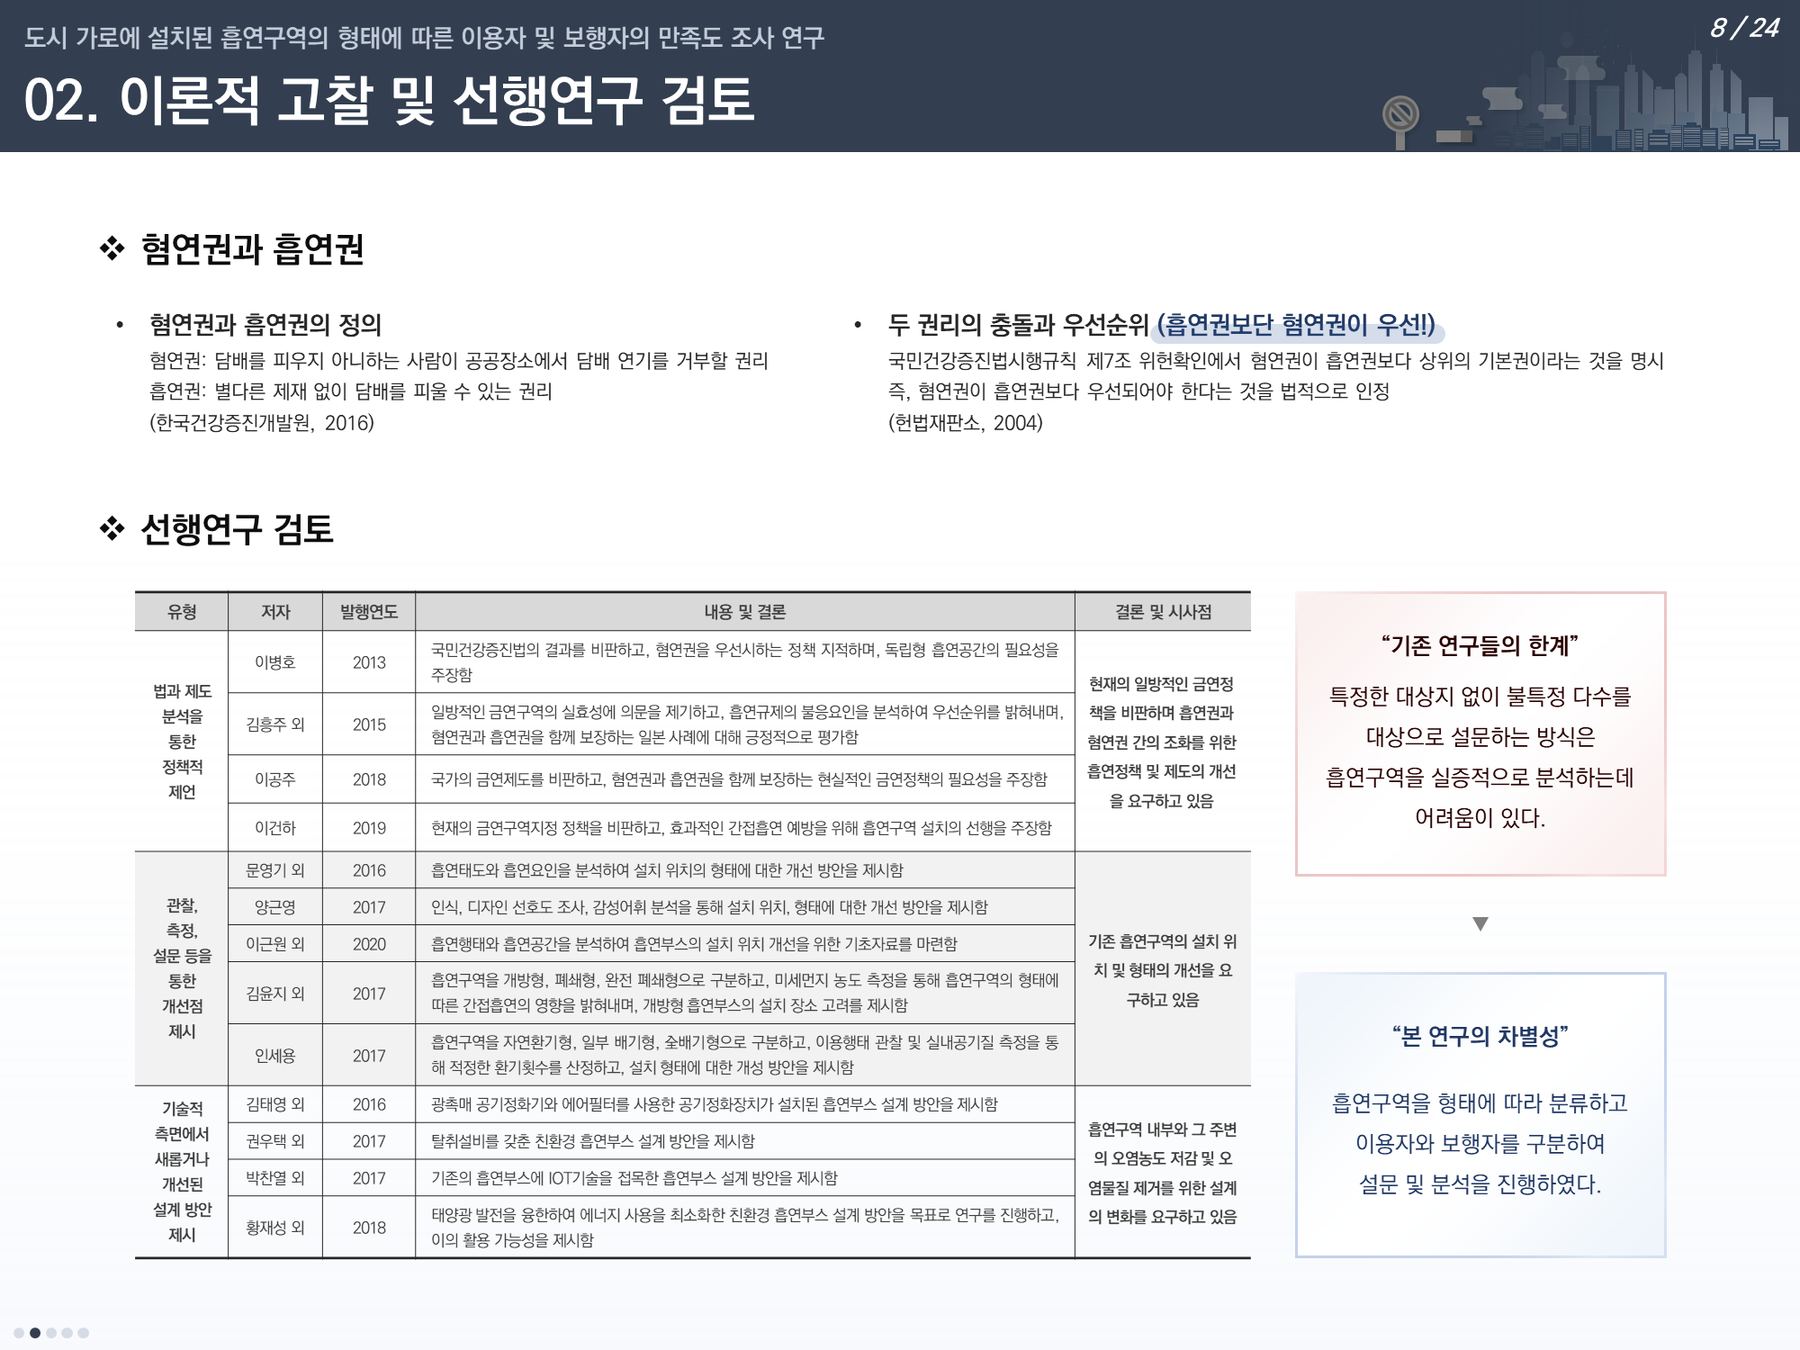 도시 가로에 설치된 흡연구역의 형태에 따른 이용자 및 보행자의 만족도 조사 연구
8 / 24
02. 이론적 고찰 및 선행연구 검토
❖ 혐연권과 흡연권
• 혐연권과 흡연권의 정의
혐연권: 담배를 피우지 아니하는 사람이 공공장소에서 담배 연기를 거부할 권리
흡연권: 별다른 제재 없이 담배를 피울 수 있는 권리
(한국건강증진개발원, 2016)
• 두 권리의 충돌과 우선순위 (흡연권보단 혐연권이 우선!)
국민건강증진법시행규칙 제7조 위헌확인에서 혐연권이 흡연권보다 상위의 기본권이라는 것을 명시
즉, 혐연권이 흡연권보다 우선되어야 한다는 것을 법적으로 인정
(헌법재판소, 2004)
❖ 선행연구 검토
유형 저자 발행연도 내용 및 결론 결론 및 시사점
법과 제도
분석을
통한
정책적
제언
이병호 2013 국민건강증진법의 결과를 비판하고, 혐연권을 우선시하는 정책 지적하며, 독립형 흡연공간의 필요성을
주장함
김흥주 외 2015 일방적인 금연구역의 실효성에 의문을 제기하고, 흡연규제의 불응요인을 분석하여 우선순위를 밝혀내며,
혐연권과 흡연권을 함께 보장하는 일본 사례에 대해 긍정적으로 평가함
이공주 2018 국가의 금연제도를 비판하고, 혐연권과 흡연권을 함께 보장하는 현실적인 금연정책의 필요성을 주장함
이건하 2019 현재의 금연구역지정 정책을 비판하고, 효과적인 간접흡연 예방을 위해 흡연구역 설치의 선행을 주장함
현재의 일방적인 금연정
책을 비판하며 흡연권과
혐연권 간의 조화를 위한
흡연정책 및 제도의 개선
을 요구하고 있음
관찰,
측정,
설문 등을
통한
개선점
제시
문영기 외 2016 흡연태도와 흡연요인을 분석하여 설치 위치의 형태에 대한 개선 방안을 제시함
양근영 2017 인식, 디자인 선호도 조사, 감성어휘 분석을 통해 설치 위치, 형태에 대한 개선 방안을 제시함
이근원 외 2020 흡연행태와 흡연공간을 분석하여 흡연부스의 설치 위치 개선을 위한 기초자료를 마련함
김윤지 외 2017 흡연구역을 개방형, 폐쇄형, 완전 폐쇄형으로 구분하고, 미세먼지 농도 측정을 통해 흡연구역의 형태에
따른 간접흡연의 영향을 밝혀내며, 개방형 흡연부스의 설치 장소 고려를 제시함
인세용 2017 흡연구역을 자연환기형, 일부 배기형, 全배기형으로 구분하고, 이용행태 관찰 및 실내공기질 측정을 통
해 적정한 환기횟수를 산정하고, 설치 형태에 대한 개성 방안을 제시함
기존 흡연구역의 설치 위
치 및 형태의 개선을 요
구하고 있음
기술적
측면에서
새롭거나
개선된
설계 방안
제시
김태영 외 2016 광촉매 공기정화기와 에어필터를 사용한 공기정화장치가 설치된 흡연부스 설계 방안을 제시함
권우택 외 2017 탈취설비를 갖춘 친환경 흡연부스 설계 방안을 제시함
박찬열 외 2017 기존의 흡연부스에 IOT기술을 접목한 흡연부스 설계 방안을 제시함
황재성 외 2018 태양광 발전을 융한하여 에너지 사용을 최소화한 친환경 흡연부스 설계 방안을 목표로 연구를 진행하고,
이의 활용 가능성을 제시함
흡연구역 내부와 그 주변
의 오염농도 저감 및 오
염물질 제거를 위한 설계
의 변화를 요구하고 있음
“기존 연구들의 한계”
특정한 대상지 없이 불특정 다수를
대상으로 설문하는 방식은
흡연구역을 실증적으로 분석하는데
어려움이 있다.
▼
“본 연구의 차별성”
흡연구역을 형태에 따라 분류하고
이용자와 보행자를 구분하여
설문 및 분석을 진행하였다.